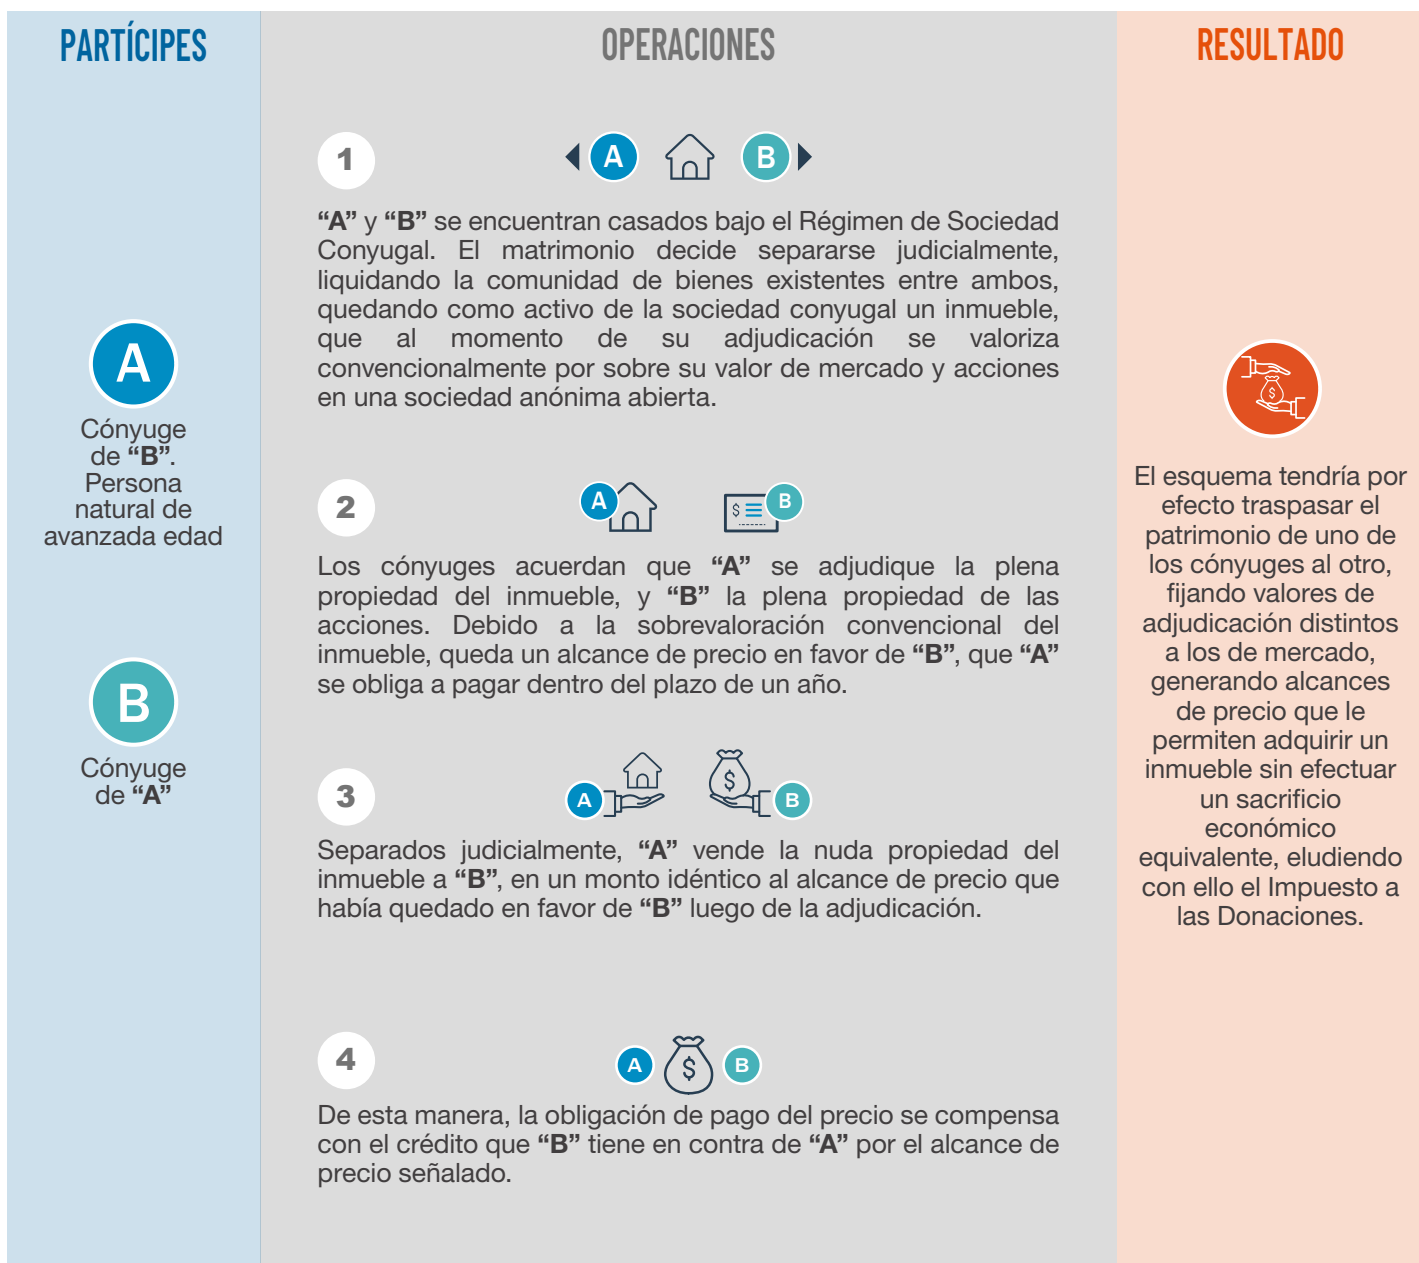 PARTÍCIPES
A
Cónyuge
de “B”.
Persona
natural de
avanzada edad
B
Cónyuge
de “A”
OPERACIONES
1
A B
“A” y “B” se encuentran casados bajo el Régimen de Sociedad
Conyugal. El matrimonio decide separarse judicialmente,
liquidando la comunidad de bienes existentes entre ambos,
quedando como activo de la sociedad conyugal un inmueble,
que al momento de su adjudicación se valoriza
convencionalmente por sobre su valor de mercado y acciones
en una sociedad anónima abierta.
2
A $ B
Los cónyuges acuerdan que “A” se adjudique la plena
propiedad del inmueble, y “B” la plena propiedad de las
acciones. Debido a la sobrevaloración convencional del
inmueble, queda un alcance de precio en favor de “B”, que “A”
se obliga a pagar dentro del plazo de un año.
3
A $ B
Separados judicialmente, “A” vende la nuda propiedad del
inmueble a “B”, en un monto idéntico al alcance de precio que
había quedado en favor de “B” luego de la adjudicación.
4
A $ B
De esta manera, la obligación de pago del precio se compensa
con el crédito que “B” tiene en contra de “A” por el alcance de
precio señalado.
RESULTADO
$
El esquema tendría por
efecto traspasar el
patrimonio de uno de
los cónyuges al otro,
fijando valores de
adjudicación distintos
a los de mercado,
generando alcances
de precio que le
permiten adquirir un
inmueble sin efectuar
un sacrificio
económico
equivalente, eludiendo
con ello el Impuesto a
las Donaciones.